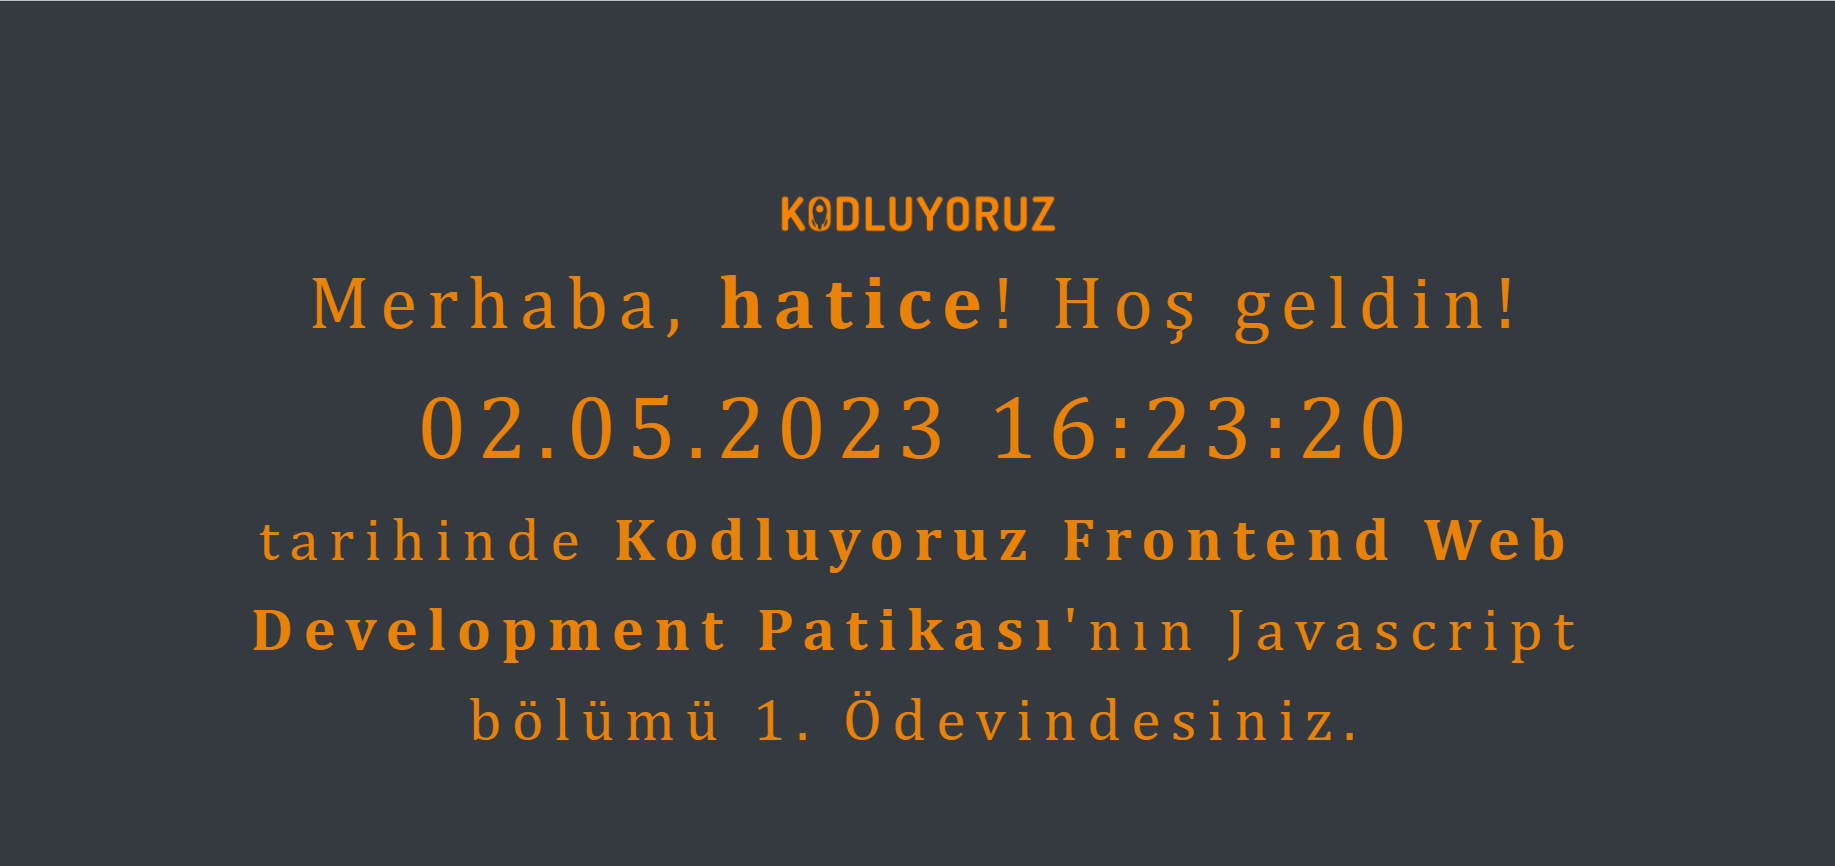 KODLUYORUZ
Merhaba, hatice! Hoş geldin!
02.05.2023 16:23:20
tarihinde Kodluyoruz Frontend Web
Development Patikası'nın Javascript
bölümü 1. Ödevindesiniz.